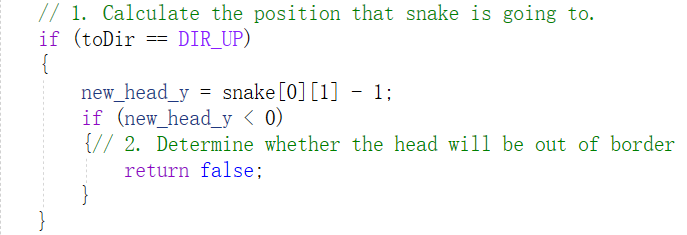 // 1. Calculate the position that snake is going to.
if (toDir == DIR_UP)
{
new_head_y = snake[0][1] - 1;
if (new_head_y < 0)
{// 2. Determine whether the head will be out of border
return false;
}
}